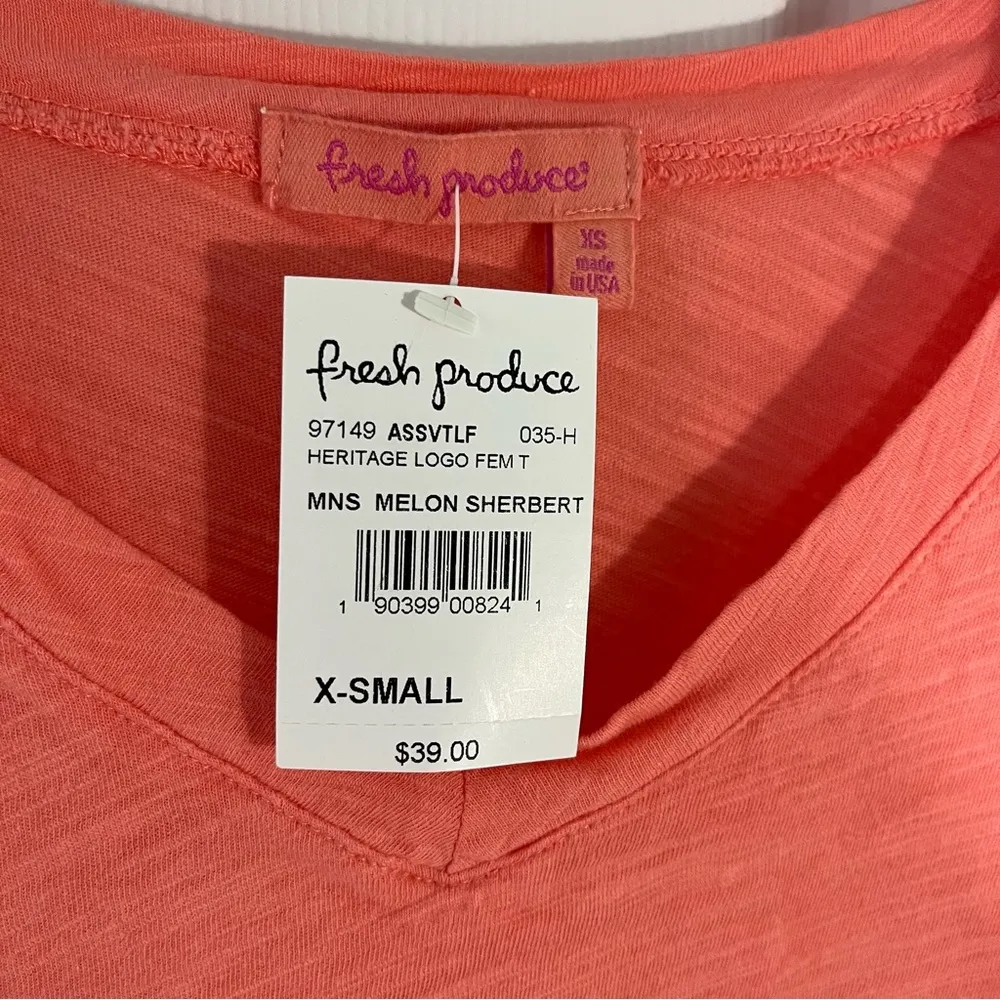 fresh produce®
XS
made
in USA
fresh produce
97149 ASSVTLF 035-H
HERITAGE LOGO FEM T
MNS MELON SHERBERT
1 90399 00824 1
X-SMALL
$39.00